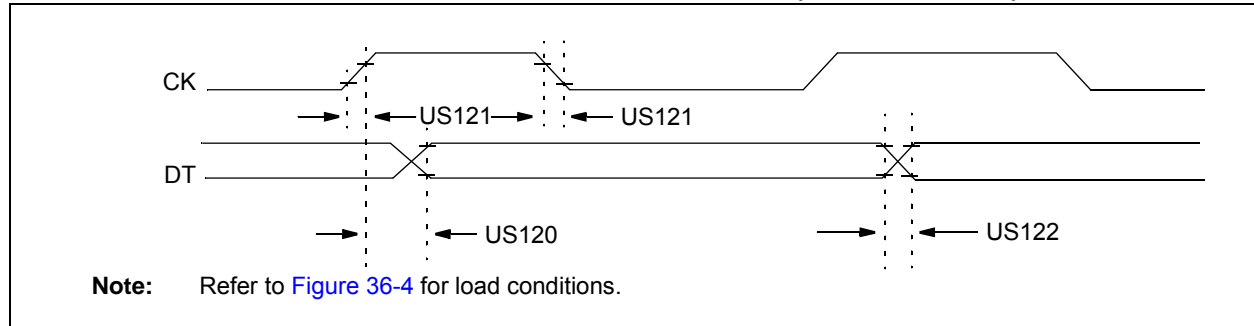 CK
US121 US121
DT
US120 US122
Note: Refer to Figure 36-4 for load conditions.